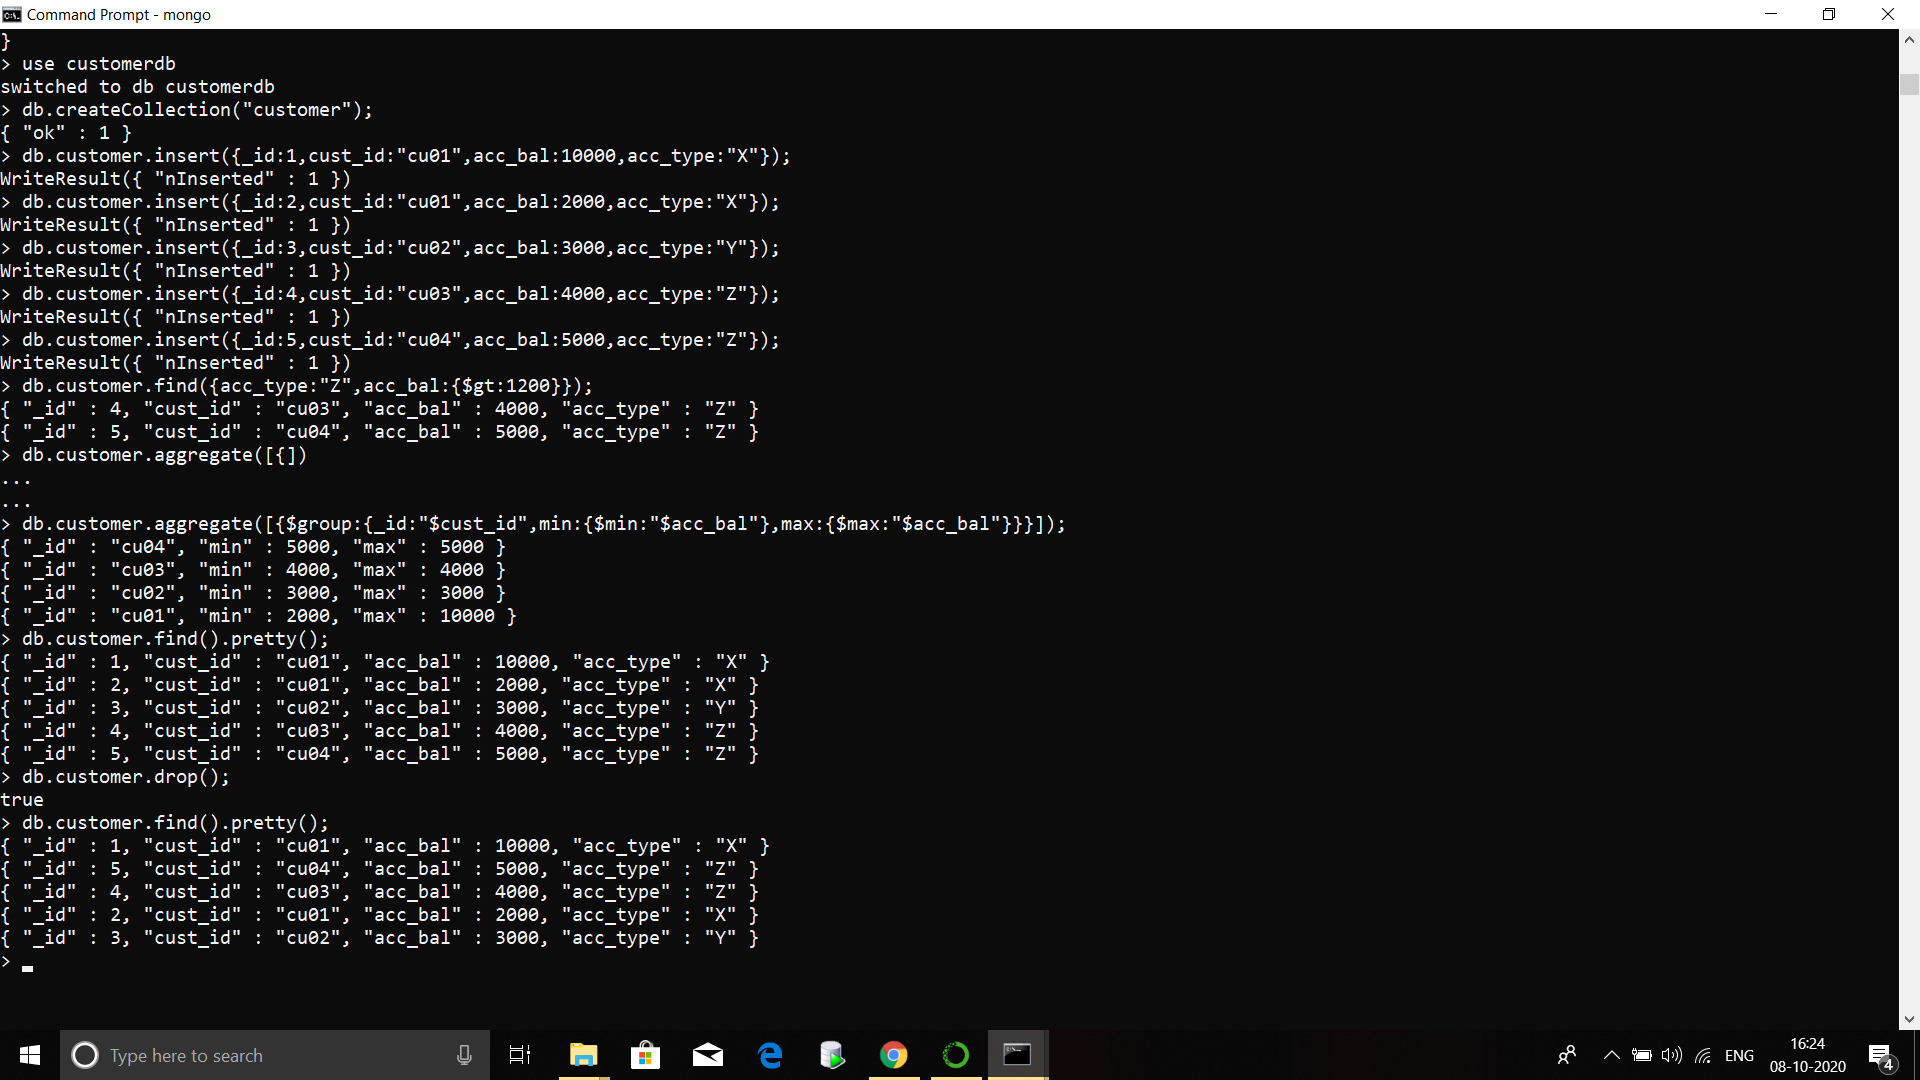 Command Prompt - mongo
}
> use customerdb
switched to db customerdb
> db.createCollection("customer");
{ "ok" : 1 }
> db.customer.insert({_id:1,cust_id:"cu01",acc_bal:10000,acc_type:"X"});
WriteResult({ "nInserted" : 1 })
> db.customer.insert({_id:2,cust_id:"cu01",acc_bal:2000,acc_type:"X"});
WriteResult({ "nInserted" : 1 })
> db.customer.insert({_id:3,cust_id:"cu02",acc_bal:3000,acc_type:"Y"});
WriteResult({ "nInserted" : 1 })
> db.customer.insert({_id:4,cust_id:"cu03",acc_bal:4000,acc_type:"Z"});
WriteResult({ "nInserted" : 1 })
> db.customer.insert({_id:5,cust_id:"cu04",acc_bal:5000,acc_type:"Z"});
WriteResult({ "nInserted" : 1 })
> db.customer.find({acc_type:"Z",acc_bal:{$gt:1200}});
{ "_id" : 4, "cust_id" : "cu03", "acc_bal" : 4000, "acc_type" : "Z" }
{ "_id" : 5, "cust_id" : "cu04", "acc_bal" : 5000, "acc_type" : "Z" }
> db.customer.aggregate([{])
...
...
> db.customer.aggregate([{$group:{_id:"$cust_id",min:{$min:"$acc_bal"},max:{$max:"$acc_bal"}}}]);
{ "_id" : "cu04", "min" : 5000, "max" : 5000 }
{ "_id" : "cu03", "min" : 4000, "max" : 4000 }
{ "_id" : "cu02", "min" : 3000, "max" : 3000 }
{ "_id" : "cu01", "min" : 2000, "max" : 10000 }
> db.customer.find().pretty();
{ "_id" : 1, "cust_id" : "cu01", "acc_bal" : 10000, "acc_type" : "X" }
{ "_id" : 2, "cust_id" : "cu01", "acc_bal" : 2000, "acc_type" : "X" }
{ "_id" : 3, "cust_id" : "cu02", "acc_bal" : 3000, "acc_type" : "Y" }
{ "_id" : 4, "cust_id" : "cu03", "acc_bal" : 4000, "acc_type" : "Z" }
{ "_id" : 5, "cust_id" : "cu04", "acc_bal" : 5000, "acc_type" : "Z" }
> db.customer.drop();
true
> db.customer.find().pretty();
{ "_id" : 1, "cust_id" : "cu01", "acc_bal" : 10000, "acc_type" : "X" }
{ "_id" : 5, "cust_id" : "cu04", "acc_bal" : 5000, "acc_type" : "Z" }
{ "_id" : 4, "cust_id" : "cu03", "acc_bal" : 4000, "acc_type" : "Z" }
{ "_id" : 2, "cust_id" : "cu01", "acc_bal" : 2000, "acc_type" : "X" }
{ "_id" : 3, "cust_id" : "cu02", "acc_bal" : 3000, "acc_type" : "Y" }
>
Type here to search
ENG
16:24
08-10-2020
4